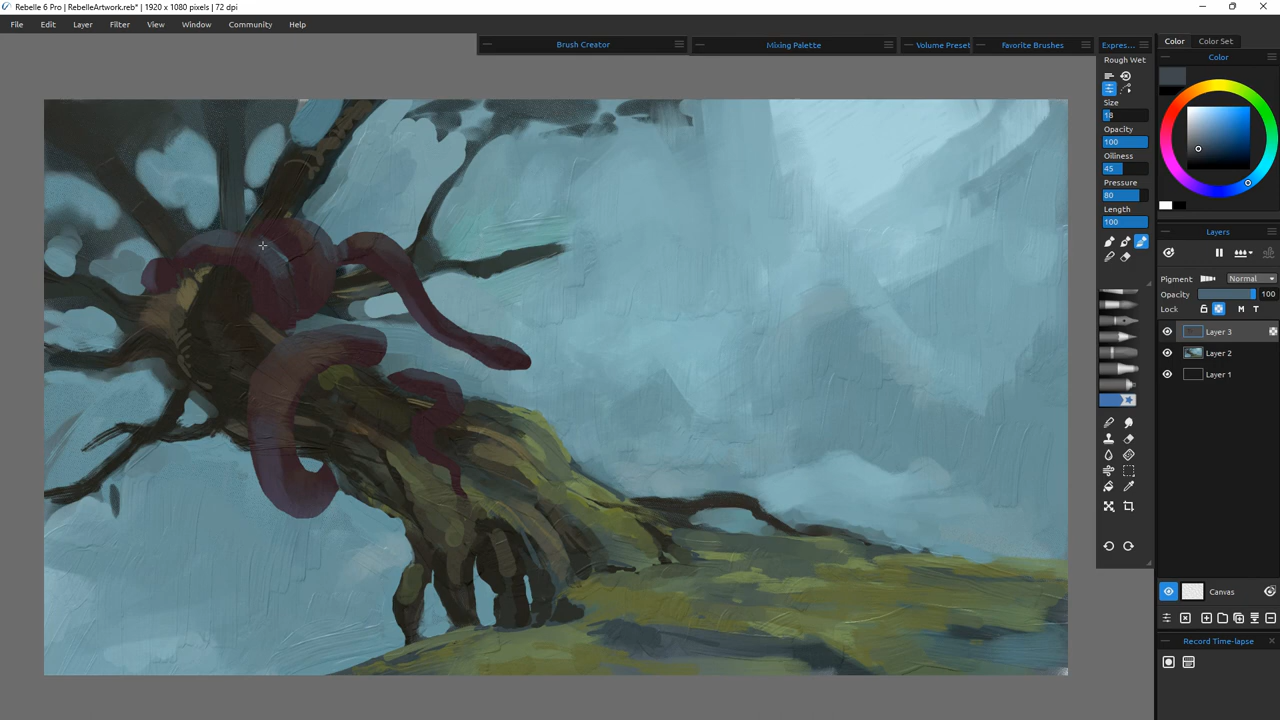 Rebelle 6 Pro | RebelleArtwork.reb* | 1920 x 1080 pixels | 72 dpi
File Edit Layer Filter View Window Community Help
Brush Creator Mixing Palette Volume Preset Favorite Brushes Expres... Color Color Set
Color
Rough Wet
Size
18
Opacity
100
Oiliness
45
Pressure
80
Length
100
Layers
Pigment: Normal
Opacity 100
Lock M T
Layer 3
Layer 2
Layer 1
Canvas
Record Time-lapse